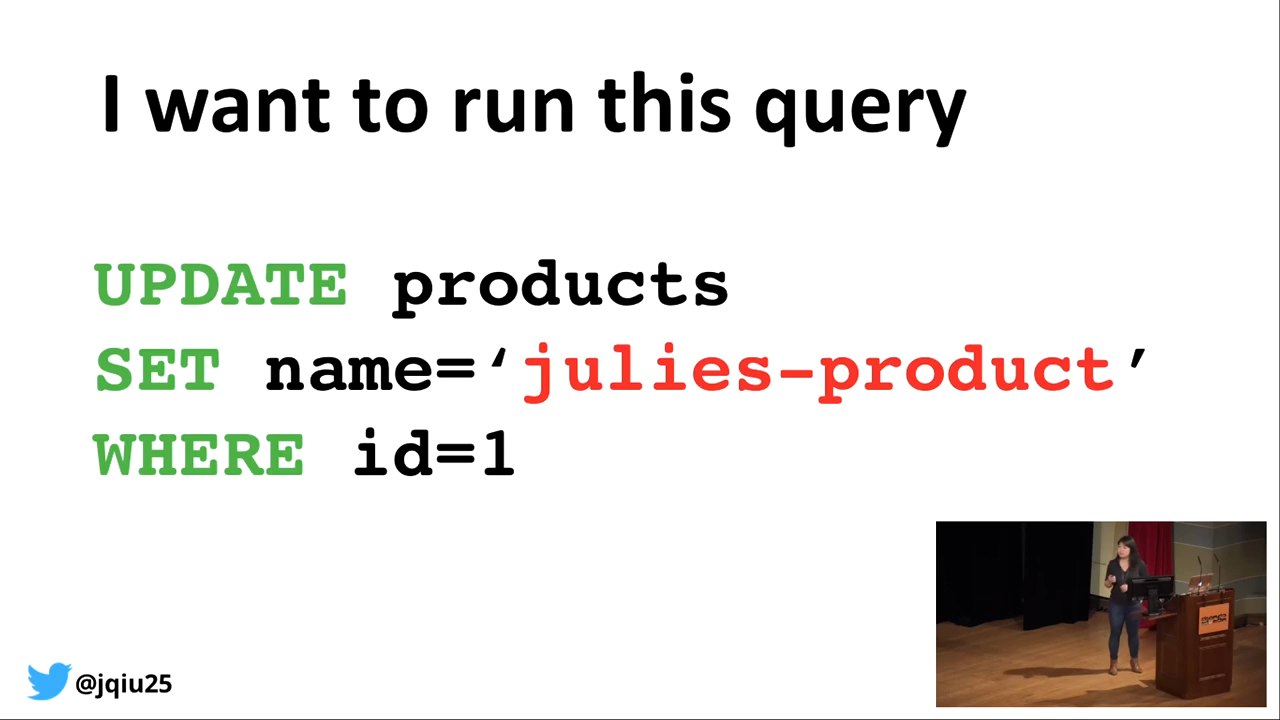 I want to run this query
UPDATE products
SET name=‘julies-product’
WHERE id=1
@jqiu25